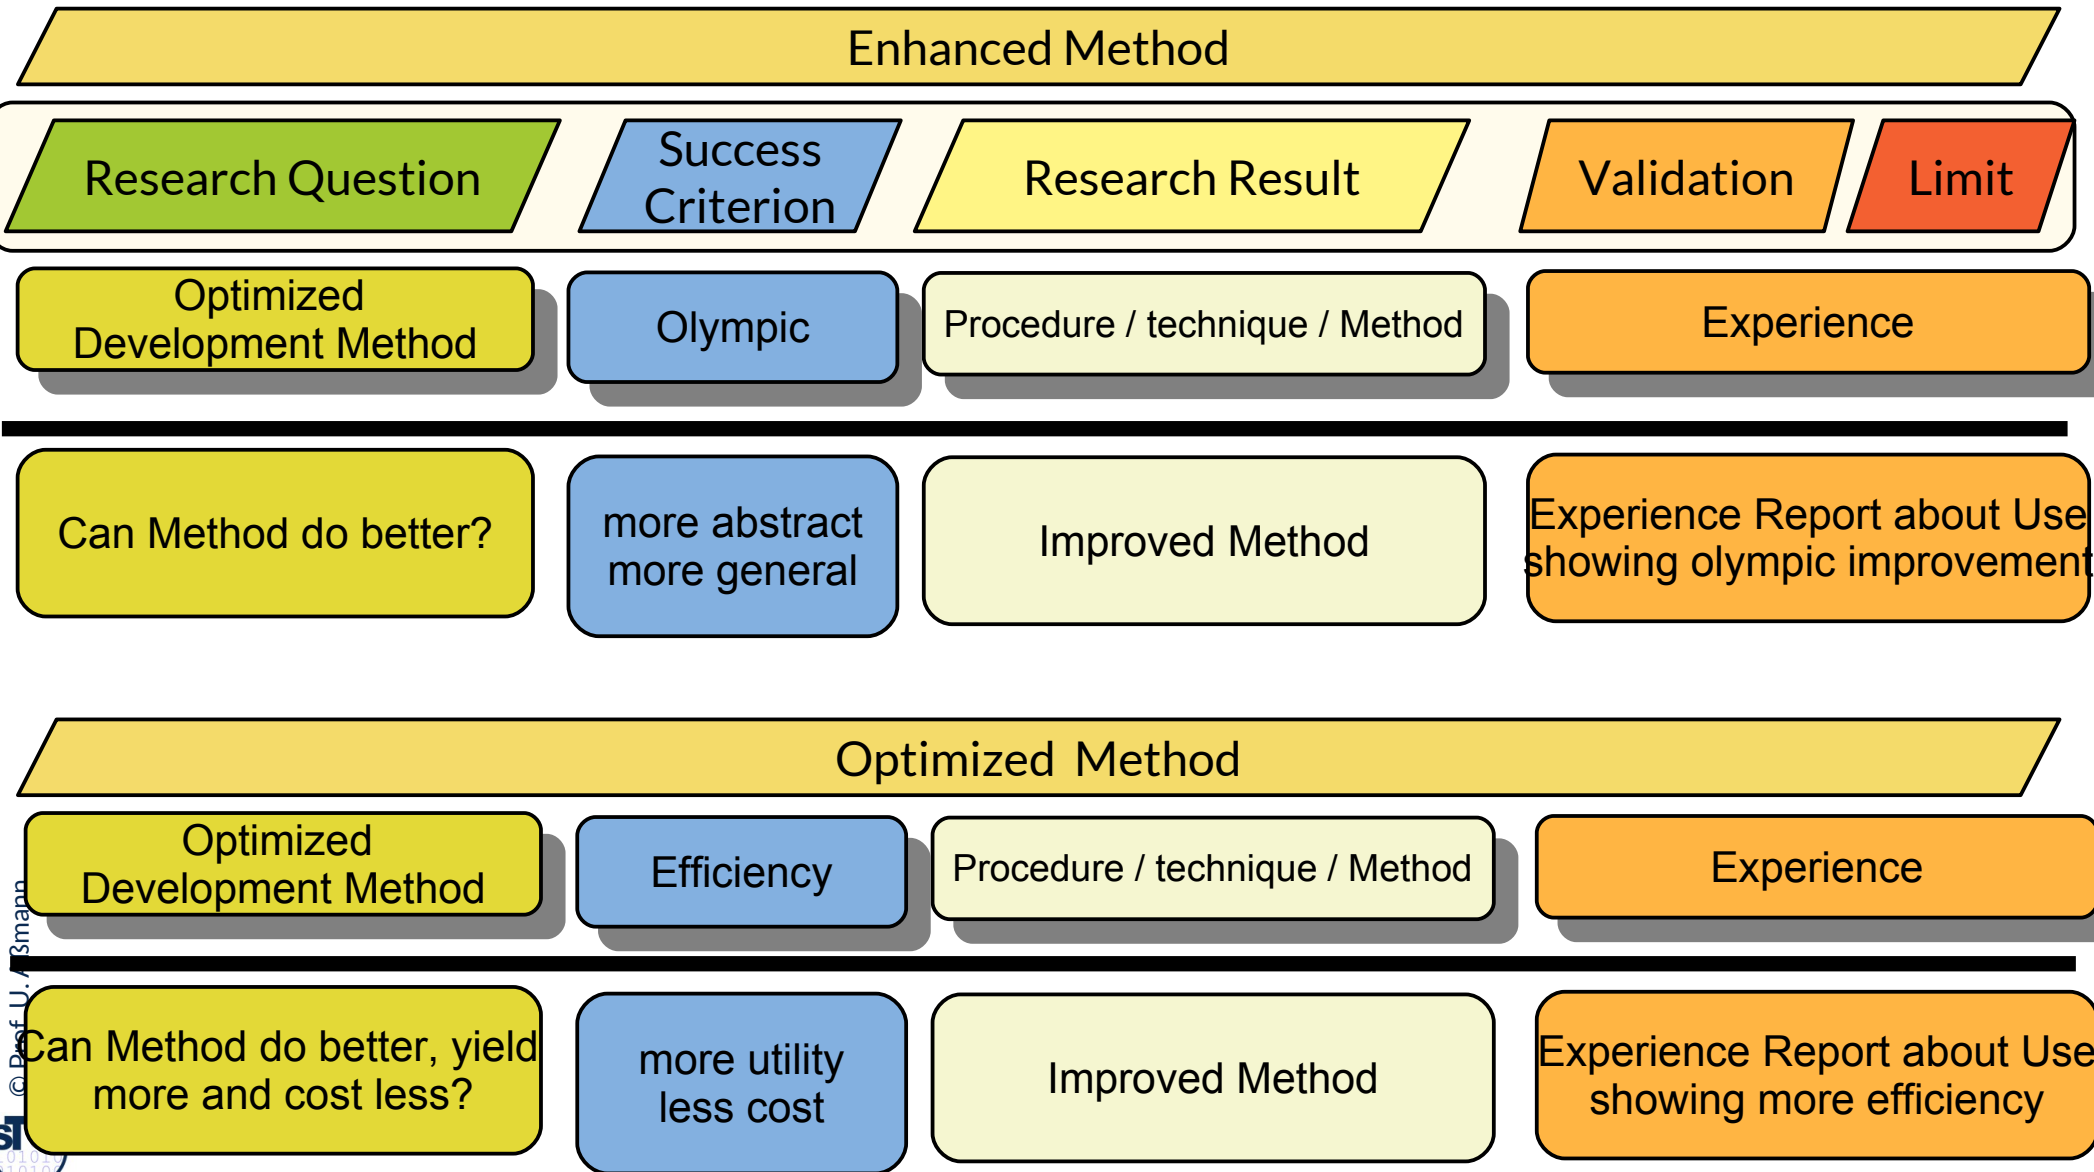 Enhanced Method
Research Question
Success
Criterion
Research Result
Validation
Limit
Optimized
Development Method
Olympic
Procedure / technique / Method
Experience
Can Method do better?
more abstract
more general
Improved Method
Experience Report about Use
showing olympic improvement
Optimized Method
Optimized
Development Method
Efficiency
Procedure / technique / Method
Experience
Can Method do better, yield
more and cost less?
more utility
less cost
Improved Method
Experience Report about Use
showing more efficiency
© Prof. U. Aßmann